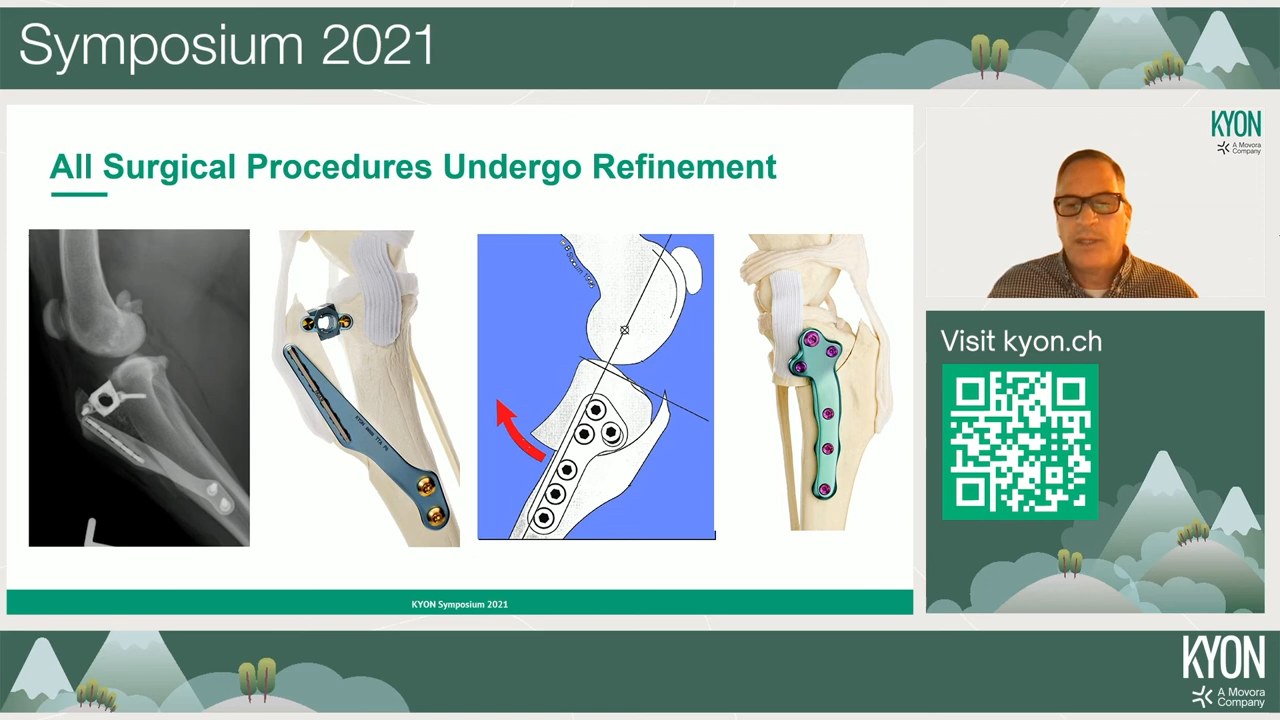 Symposium 2021
All Surgical Procedures Undergo Refinement
KYON
A Movora
Company
Visit kyon.ch
KYON Symposium 2021
KYON
A Movora
Company